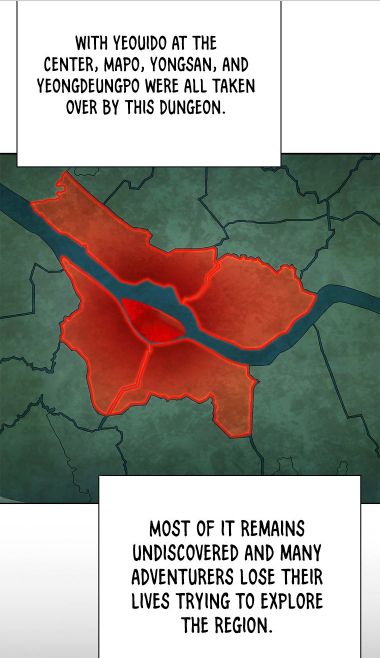 WITH YEOUIDO AT THE
CENTER, MAPO, YONGSAN, AND
YEONGDEUNGPO WERE ALL TAKEN
OVER BY THIS DUNGEON.
MOST OF IT REMAINS
UNDISCOVERED AND MANY
ADVENTURERS LOSE THEIR
LIVES TRYING TO EXPLORE
THE REGION.